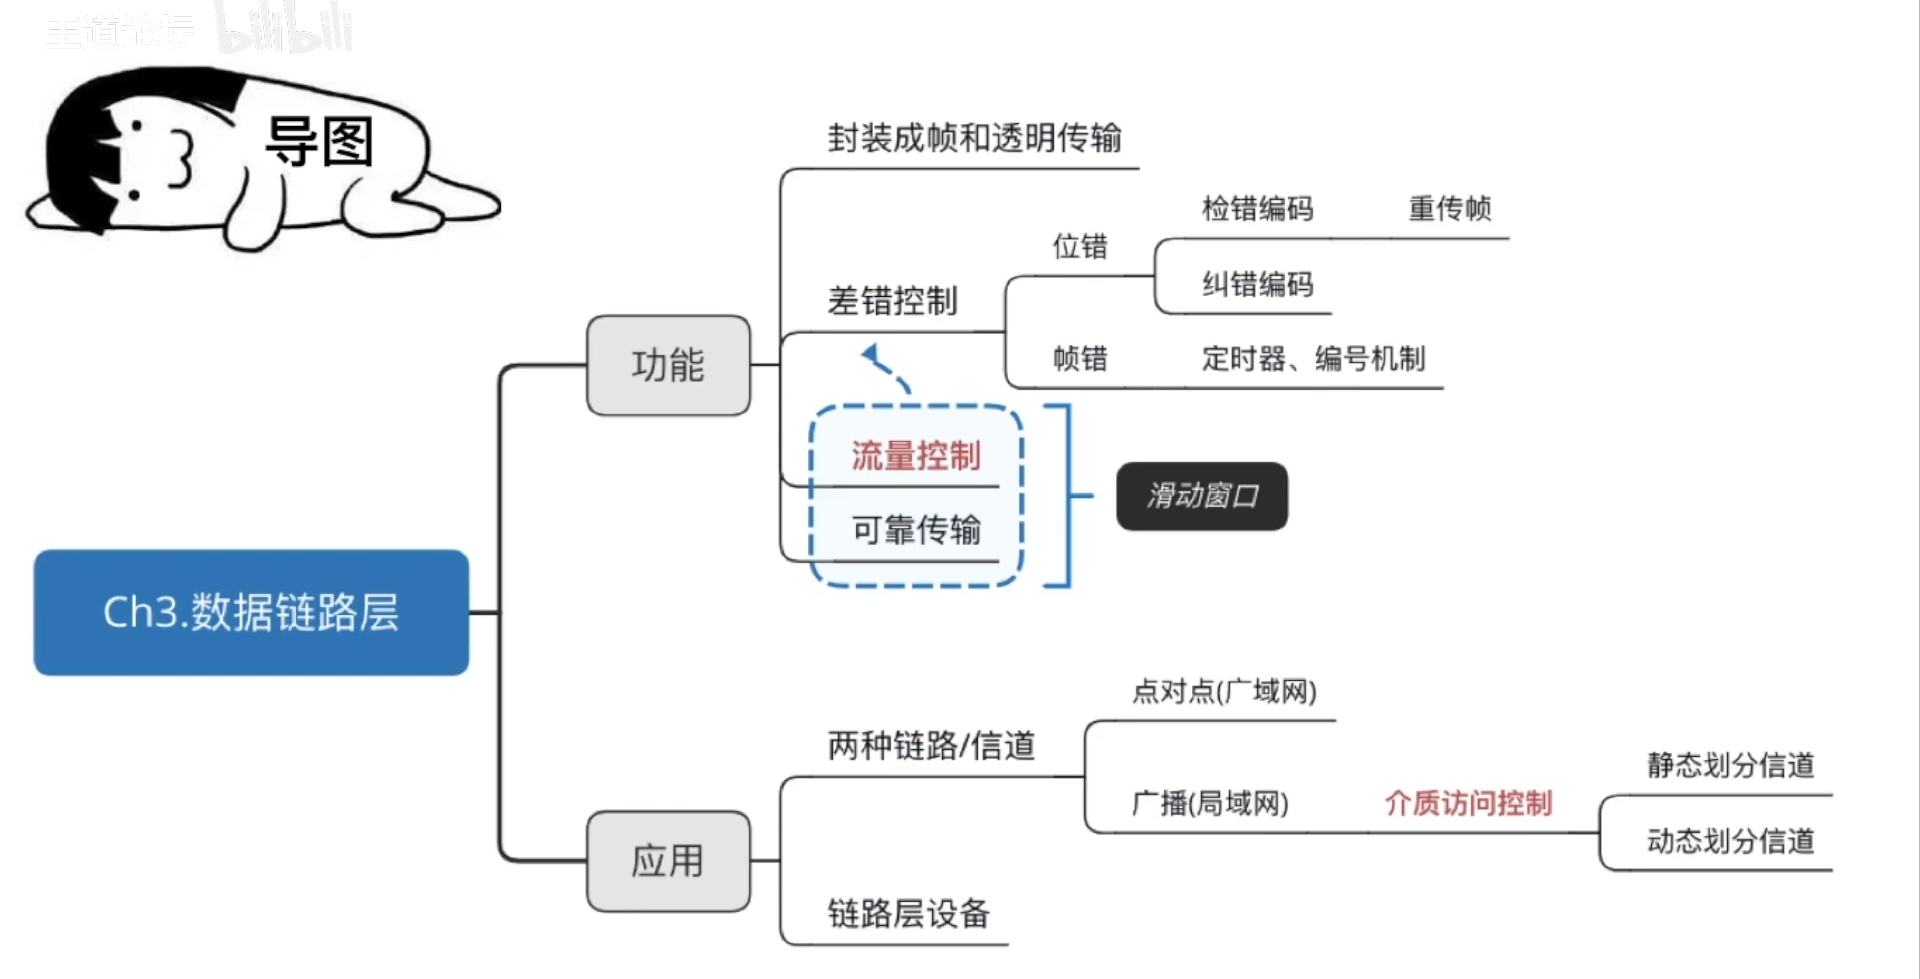 王道论坛 bilibili
导图
封装成帧和透明传输
检错编码 重传帧
位错
纠错编码
差错控制
帧错 定时器、编号机制
功能
流量控制
滑动窗口
可靠传输
Ch3.数据链路层
点对点(广域网)
两种链路/信道
静态划分信道
广播(局域网) 介质访问控制
动态划分信道
应用
链路层设备